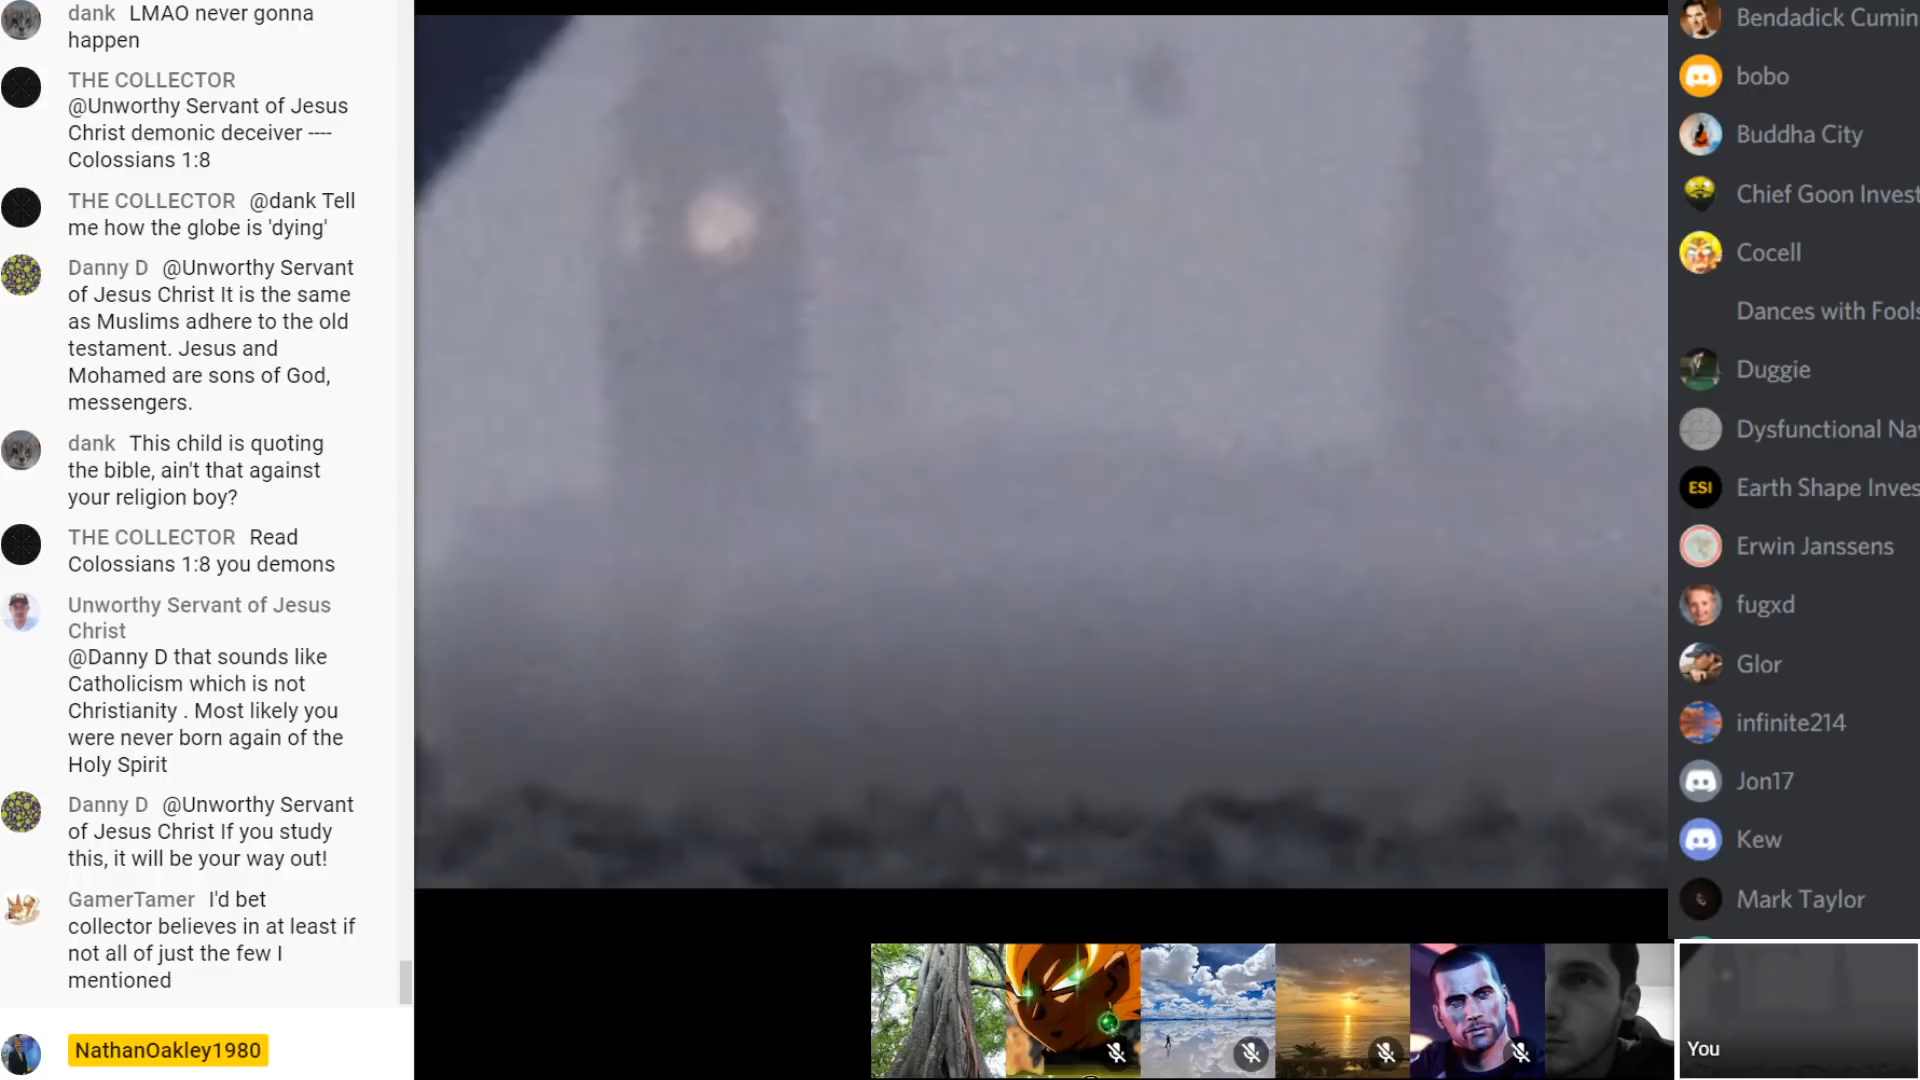 dank LMAO never gonna
happen
THE COLLECTOR
@Unworthy Servant of Jesus
Christ demonic deceiver ----
Colossians 1:8
THE COLLECTOR @dank Tell
me how the globe is 'dying'
Danny D @Unworthy Servant
of Jesus Christ It is the same
as Muslims adhere to the old
testament. Jesus and
Mohamed are sons of God,
messengers.
dank This child is quoting
the bible, ain't that against
your religion boy?
THE COLLECTOR Read
Colossians 1:8 you demons
Unworthy Servant of Jesus
Christ
@Danny D that sounds like
Catholicism which is not
Christianity . Most likely you
were never born again of the
Holy Spirit
Danny D @Unworthy Servant
of Jesus Christ If you study
this, it will be your way out!
GamerTamer I'd bet
collector believes in at least if
not all of just the few I
mentioned
NathanOakley1980
Bendadick Cumin
bobo
Buddha City
Chief Goon Invest
Cocell
Dances with Fools
Duggie
Dysfunctional Nav
ESI
Earth Shape Inves
Erwin Janssens
fugxd
Glor
infinite214
Jon17
Kew
Mark Taylor
You